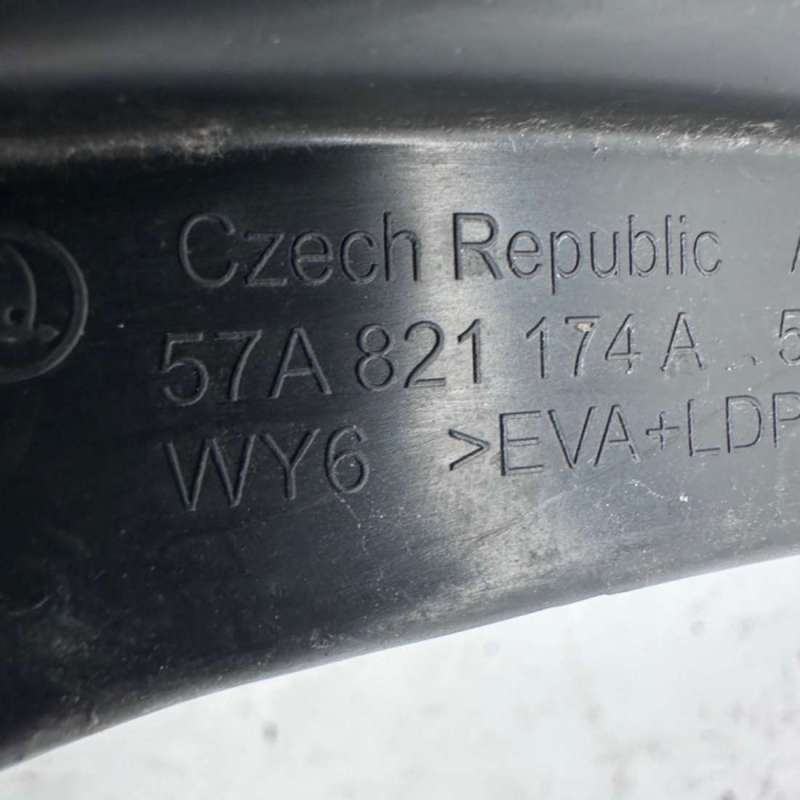 Czech Republic
57A 821 174 A
WY6 >EVA+LDP